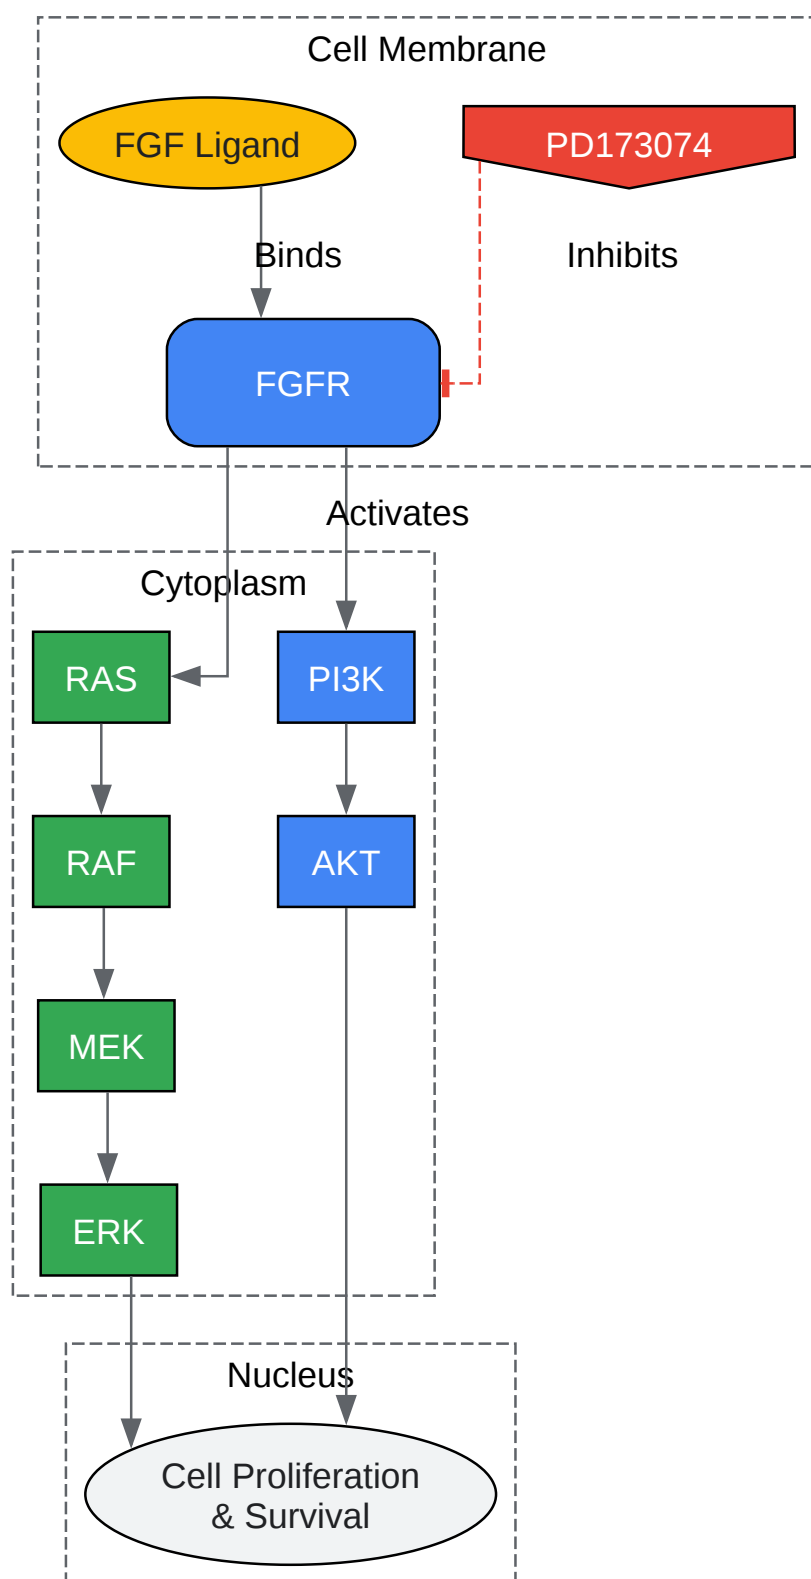 Cell Membrane
FGF Ligand
PD173074
Binds
Inhibits
FGFR
Activates
Cytoplasm
RAS
PI3K
RAF
AKT
MEK
ERK
Nucleus
Cell Proliferation
& Survival